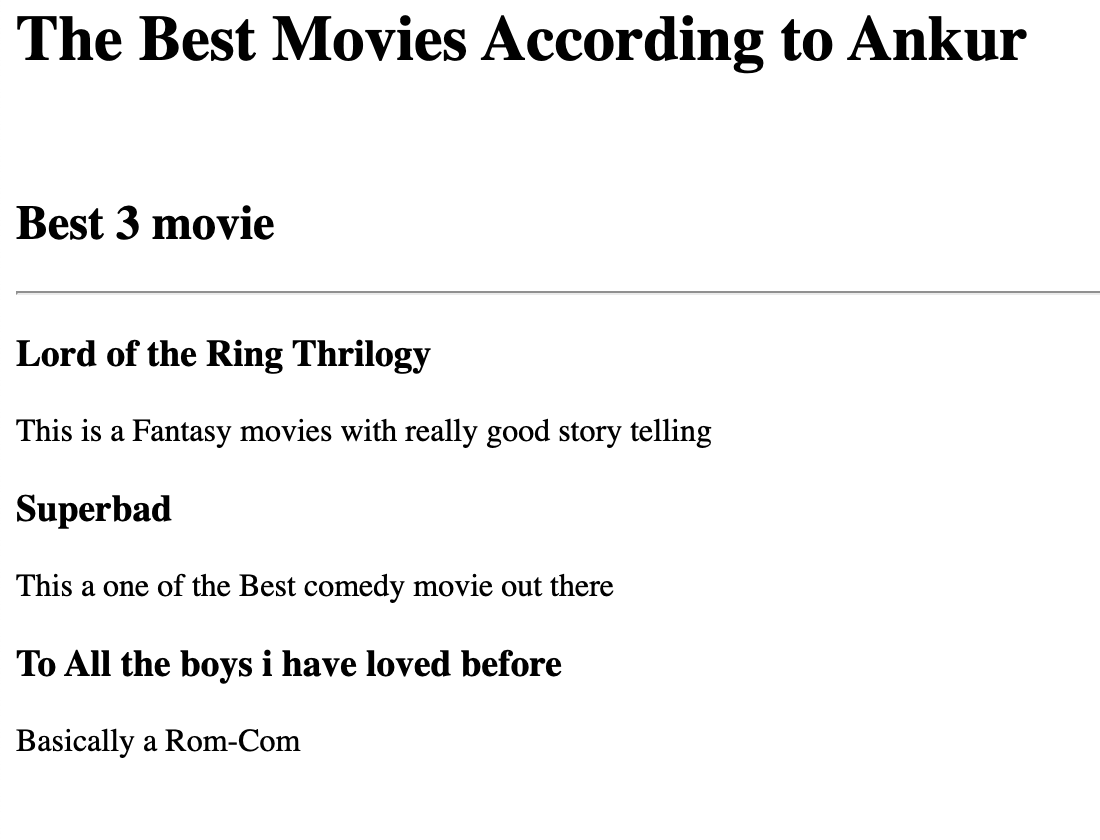 The Best Movies According to Ankur
Best 3 movie
Lord of the Ring Thrilogy
This is a Fantasy movies with really good story telling
Superbad
This a one of the Best comedy movie out there
To All the boys i have loved before
Basically a Rom-Com